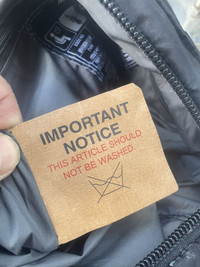 IMPORTANT
NOTICE
THIS ARTICLE SHOULD
NOT BE WASHED